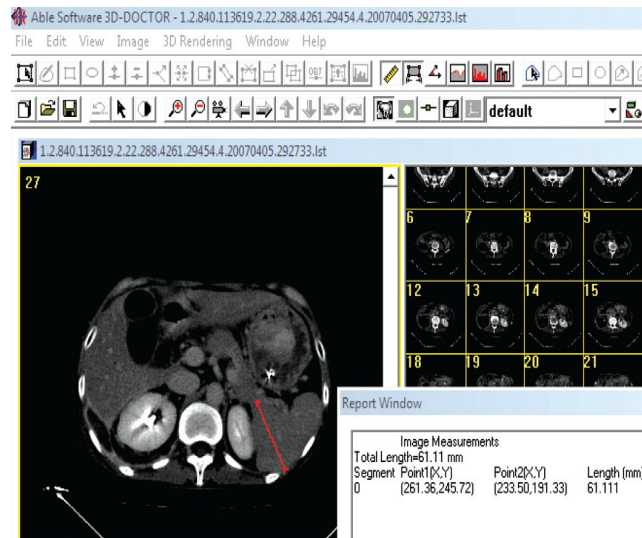 Able Software 3D-DOCTOR - 1.2.840.113619.2.22.288.4261.29454.4.20070405.292733.lst
File Edit View Image 3D Rendering Window Help
OBJ
default
1.2.840.113619.2.22.288.4261.29454.4.20070405.292733.lst
27
6 7 8 9
12 13 14 15
18 19 20 21
Report Window
Image Measurements
Total Length=61.11 mm
Segment Point1(X,Y) Point2(X,Y) Length (mm)
0 (261.36,245.72) (233.50,191.33) 61.111